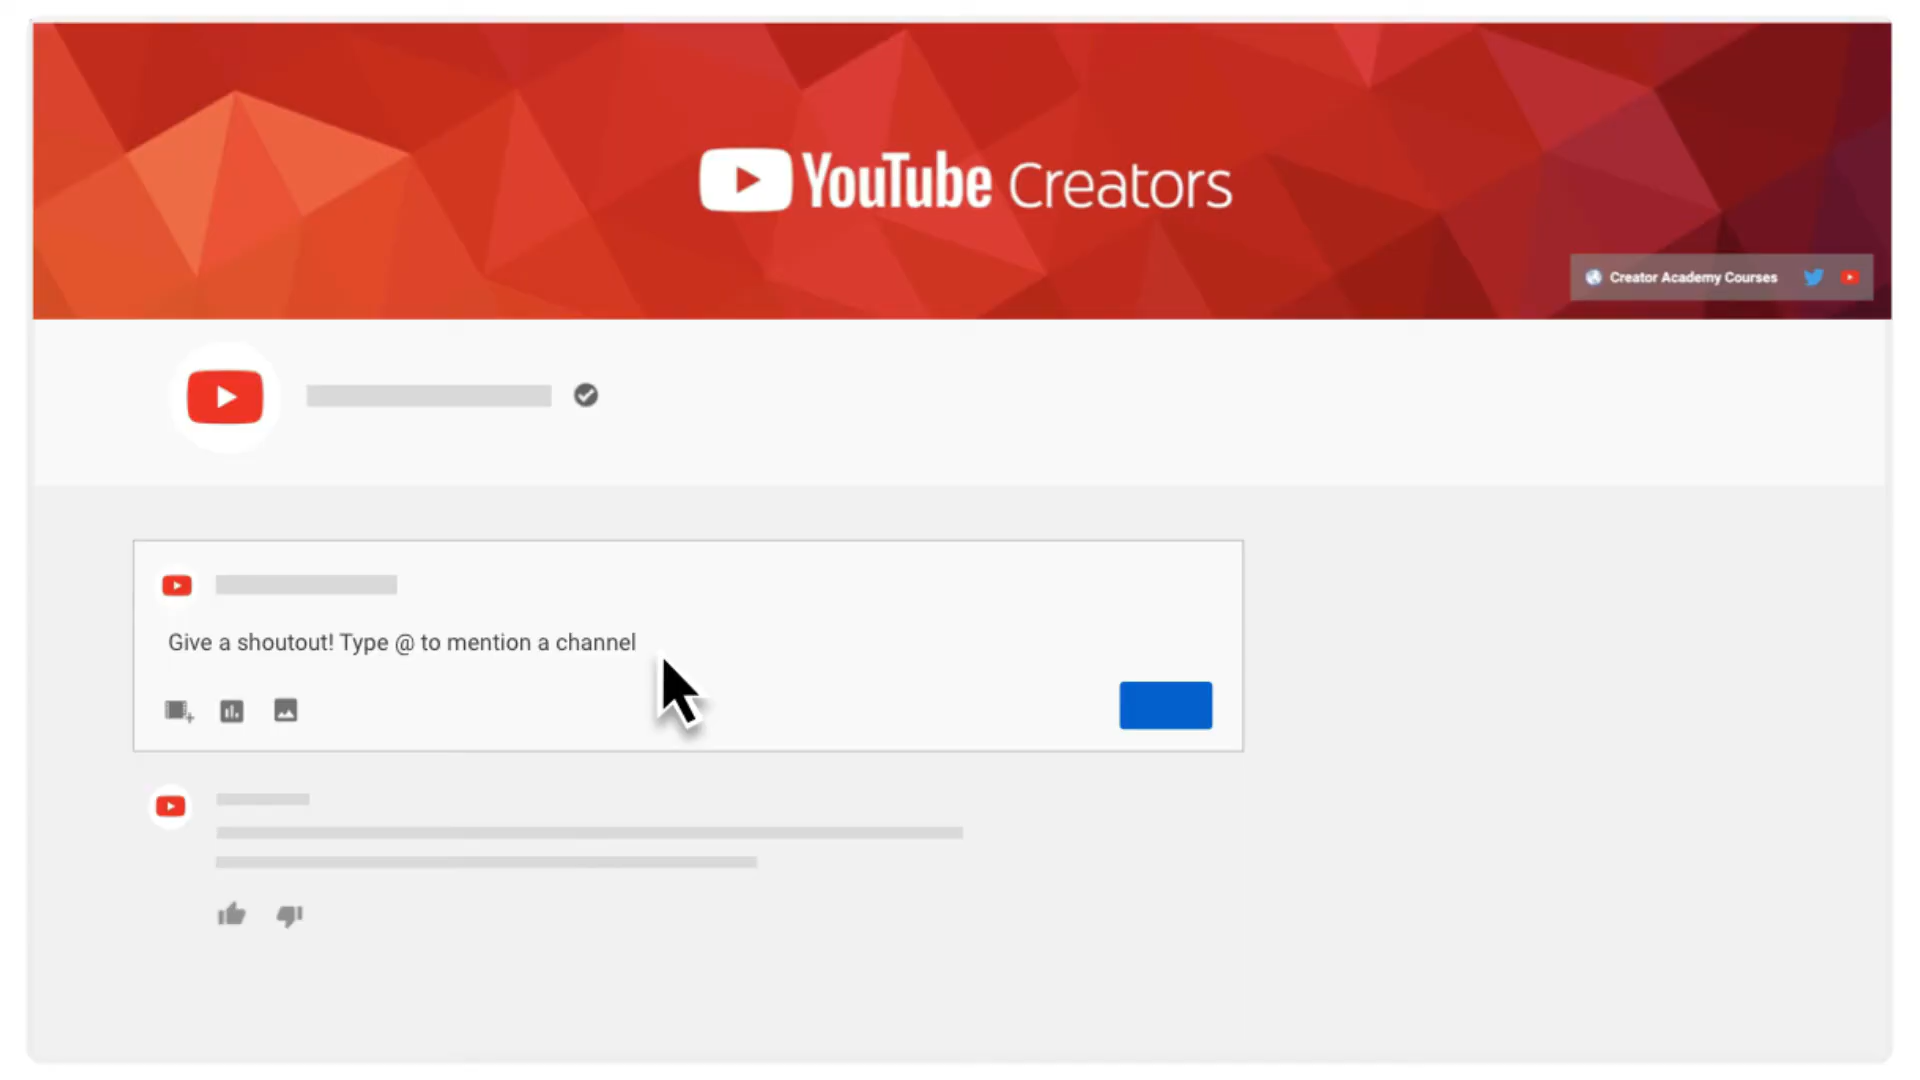 YouTube Creators
Creator Academy Courses
Give a shoutout! Type @ to mention a channel